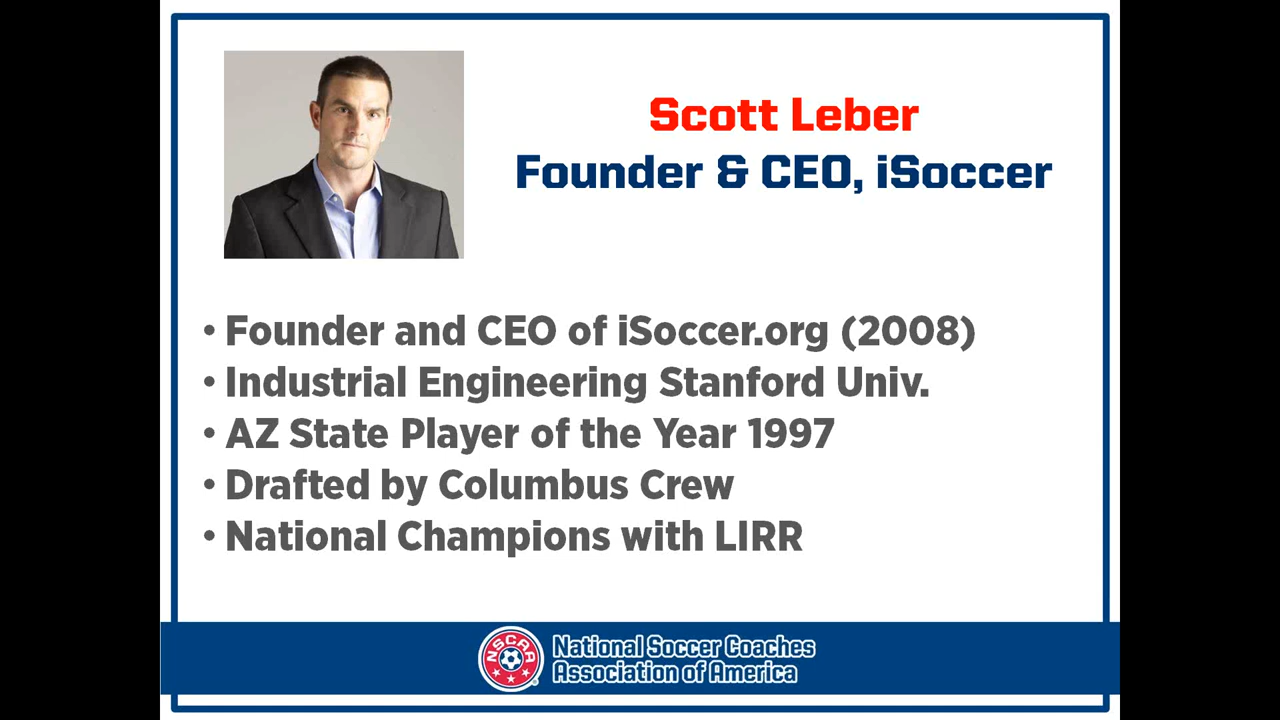 Scott Leber
Founder & CEO, iSoccer
• Founder and CEO of iSoccer.org (2008)
• Industrial Engineering Stanford Univ.
• AZ State Player of the Year 1997
• Drafted by Columbus Crew
• National Champions with LIRR
NSCAA
National Soccer Coaches
Association of America